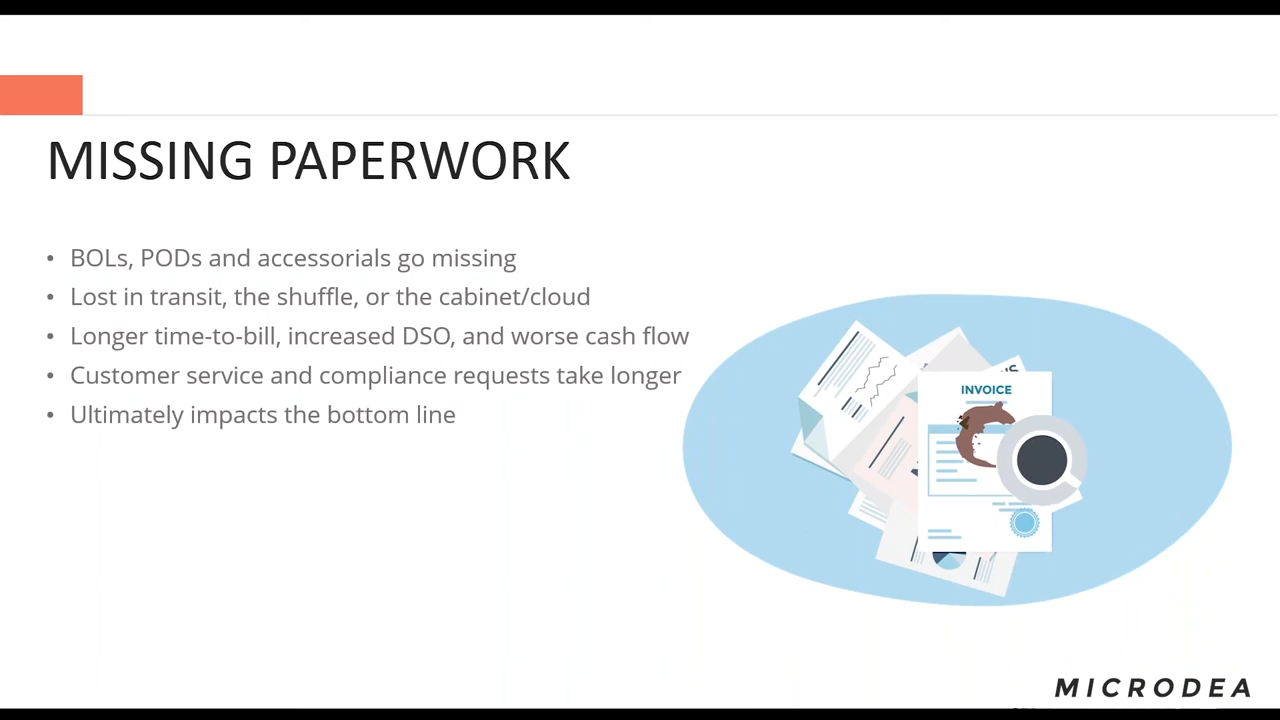 MISSING PAPERWORK
• BOLs, PODs and accessorials go missing
• Lost in transit, the shuffle, or the cabinet/cloud
• Longer time-to-bill, increased DSO, and worse cash flow
• Customer service and compliance requests take longer
• Ultimately impacts the bottom line
INVOICE
MICRODEA